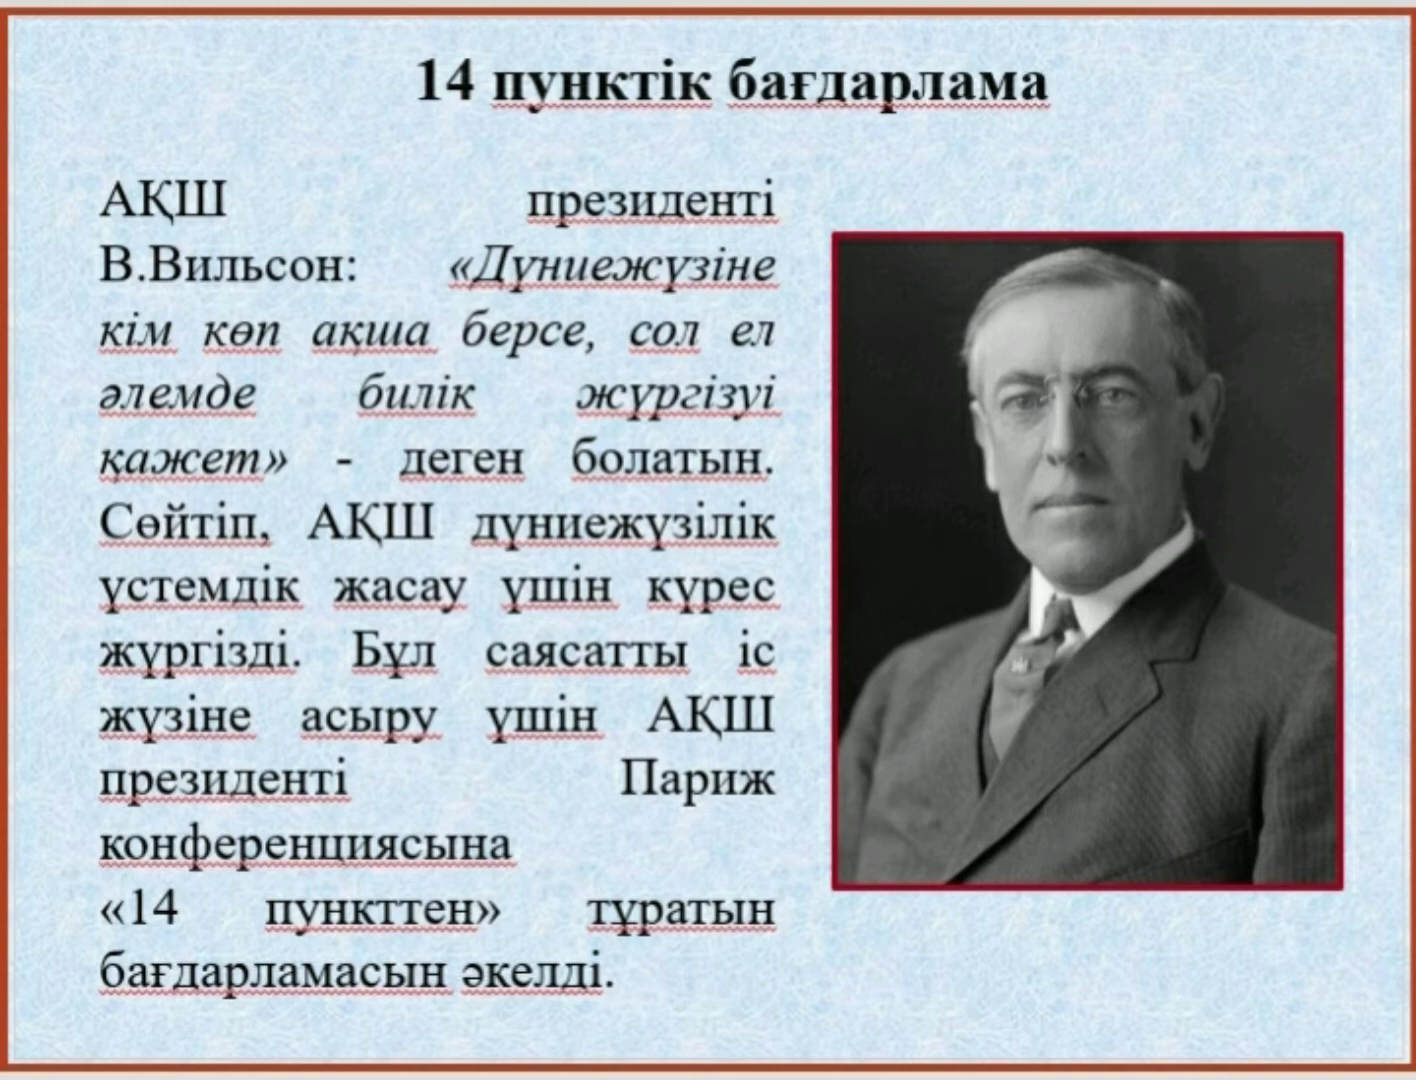 14 пунктік бағдарлама
АҚШ президенті
В.Вильсон: «Дүниежүзіне
кім көп ақша берсе, сол ел
әлемде билік жүргізуі
қажет» - деген болатын.
Сөйтіп, АҚШ дүниежүзілік
үстемдік жасау үшін күрес
жүргізді. Бұл саясатты іс
жүзіне асыру үшін АҚШ
президенті Париж
конференциясына
«14 пункттен» тұратын
бағдарламасын әкелді.